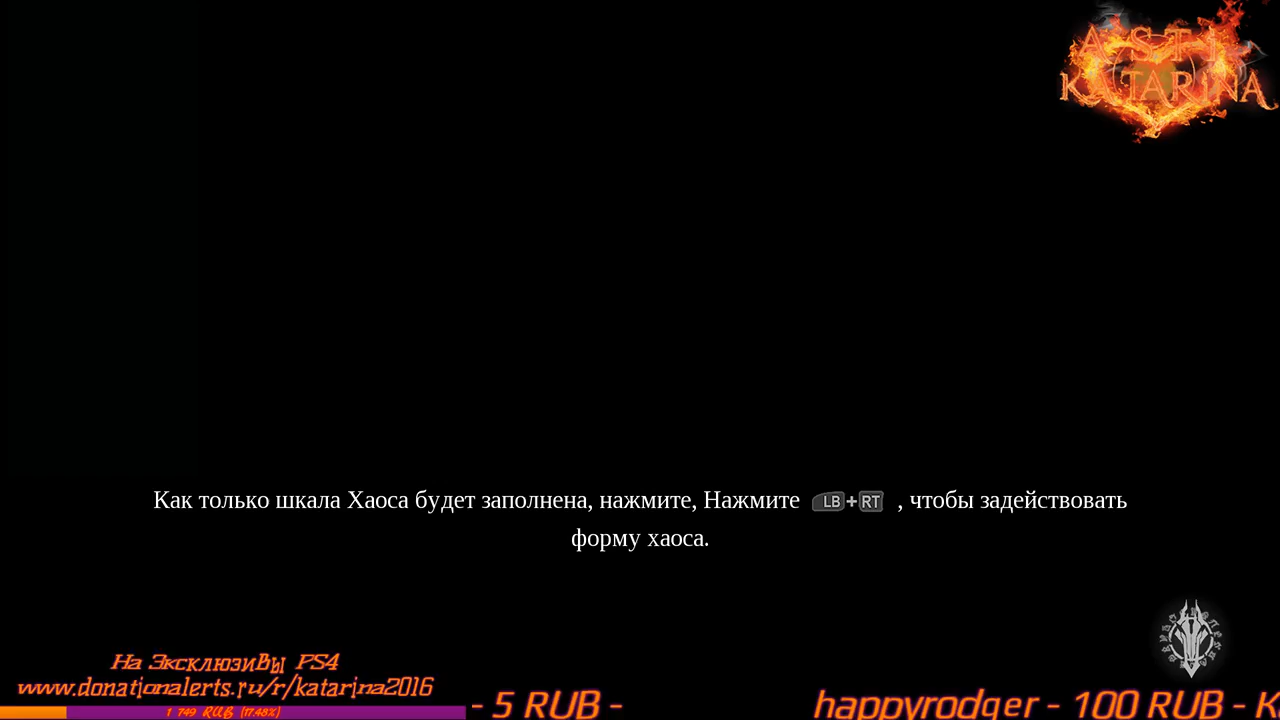 ASTI
KATARINA
Как только шкала Хаоса будет заполнена, нажмите, Нажмите LB+RT , чтобы задействовать
форму хаоса.
На Эксклюзивы PS4
www.donationalerts.ru/r/katarina2016
1 749 RUB (17.48%)
- 5 RUB - happyrodger - 100 RUB -